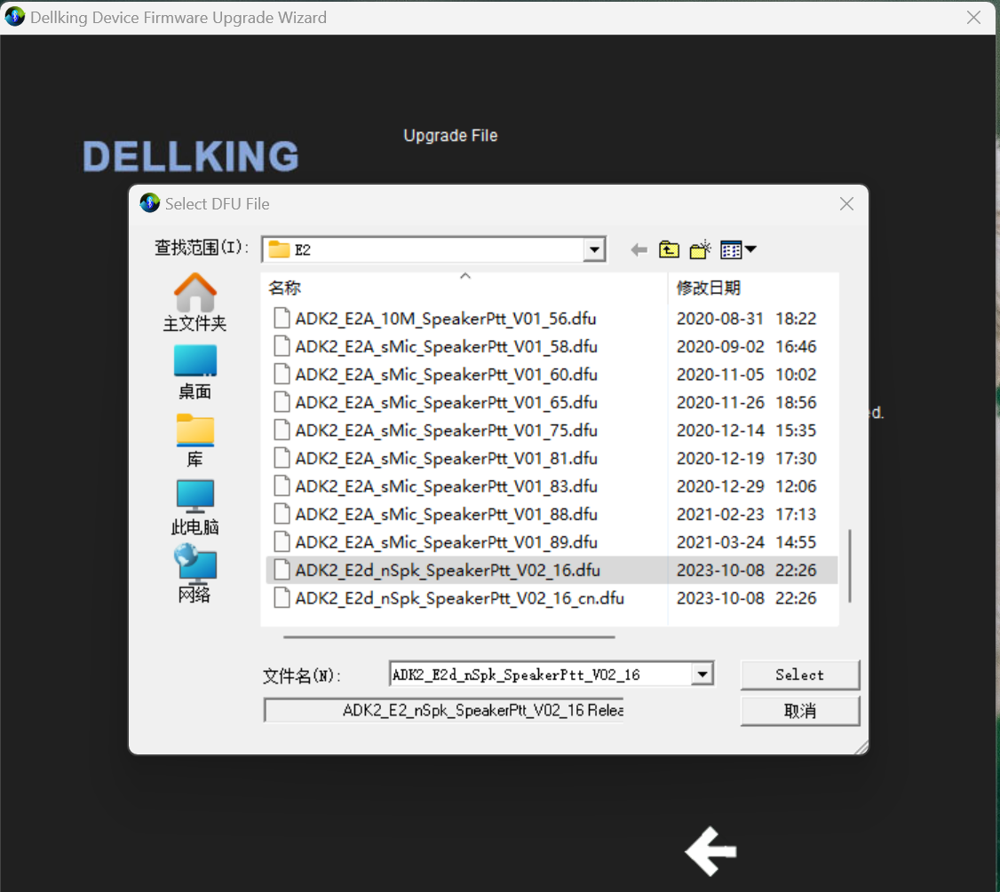 Dellking Device Firmware Upgrade Wizard
DELLKING
Upgrade File
Select DFU File
查找范围(I):
E2
主文件夹
桌面
库
此电脑
网络
名称 修改日期
ADK2_E2A_10M_SpeakerPtt_V01_56.dfu 2020-08-31 18:22
ADK2_E2A_sMic_SpeakerPtt_V01_58.dfu 2020-09-02 16:46
ADK2_E2A_sMic_SpeakerPtt_V01_60.dfu 2020-11-05 10:02
ADK2_E2A_sMic_SpeakerPtt_V01_65.dfu 2020-11-26 18:56
ADK2_E2A_sMic_SpeakerPtt_V01_75.dfu 2020-12-14 15:35
ADK2_E2A_sMic_SpeakerPtt_V01_81.dfu 2020-12-19 17:30
ADK2_E2A_sMic_SpeakerPtt_V01_83.dfu 2020-12-29 12:06
ADK2_E2A_sMic_SpeakerPtt_V01_88.dfu 2021-02-23 17:13
ADK2_E2A_sMic_SpeakerPtt_V01_89.dfu 2021-03-24 14:55
ADK2_E2d_nSpk_SpeakerPtt_V02_16.dfu 2023-10-08 22:26
ADK2_E2d_nSpk_SpeakerPtt_V02_16_cn.dfu 2023-10-08 22:26
文件名(N):
ADK2_E2d_nSpk_SpeakerPtt_V02_16
Select
ADK2_E2_nSpk_SpeakerPtt_V02_16 Relea
取消